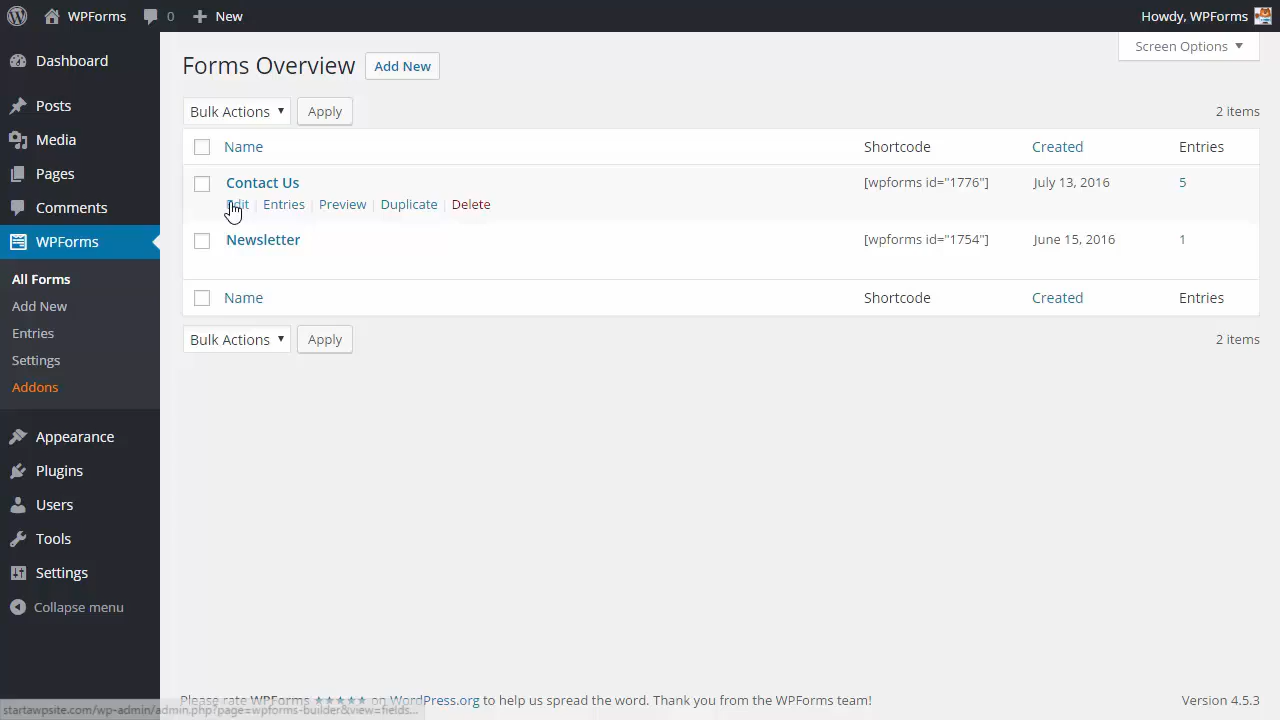 WPForms 0 New Howdy, WPForms
Screen Options
Dashboard
Posts
Media
Pages
Comments
WPForms
All Forms
Add New
Entries
Settings
Addons
Appearance
Plugins
Users
Tools
Settings
Collapse menu
Forms Overview Add New
Bulk Actions Apply 2 items
Name Shortcode Created Entries
Contact Us [wpforms id="1776"] July 13, 2016 5
Edit | Entries | Preview | Duplicate | Delete
Newsletter [wpforms id="1754"] June 15, 2016 1
Name Shortcode Created Entries
Bulk Actions Apply 2 items
Please rate WPForms ★★★★★ on WordPress.org to help us spread the word. Thank you from the WPForms team! Version 4.5.3
startawpsite.com/wp-admin/admin.php?page=wpforms-builder&view=fields...